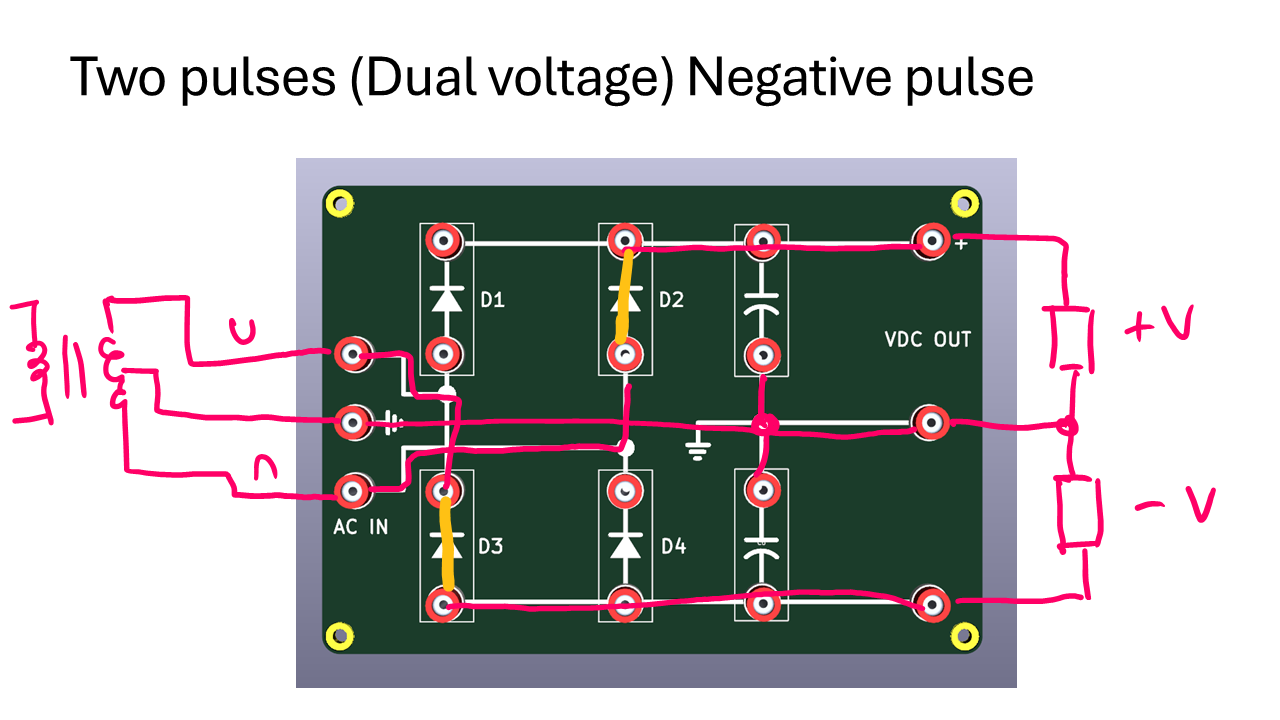 Two pulses (Dual voltage) Negative pulse
D1
D2
+
VDC OUT
U
n
AC IN
D3
D4
+V
- V